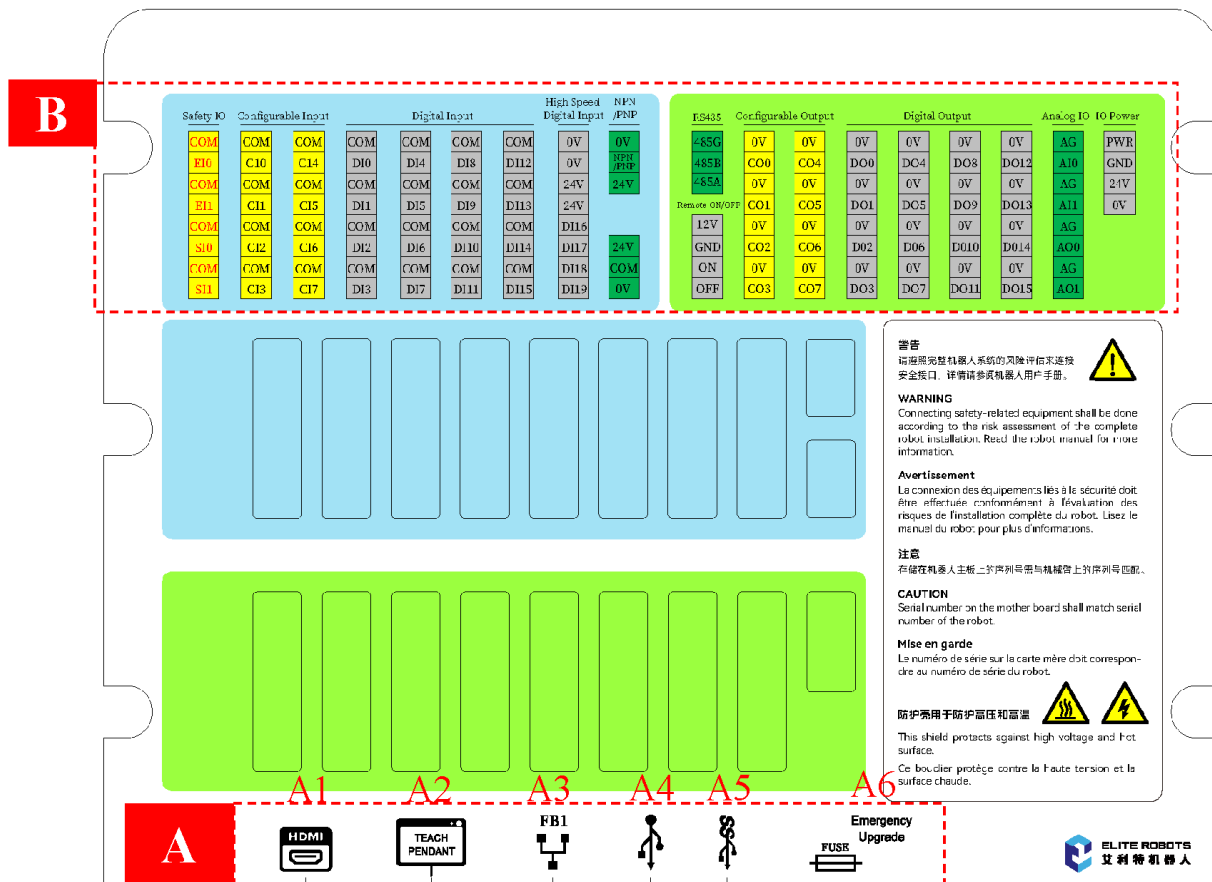 B
Safety IO Configurable Input Digital Input High Speed Digital Input NPN /PNP
COM COM COM COM COM COM COM 0V 0V
EI0 C10 C14 DI0 DI4 DI8 DI12 0V NPN /PNP
COM COM COM COM COM COM COM 24V 24V
EI1 CI1 CI5 DI1 DI5 DI9 DI13 24V
COM COM COM COM COM COM COM DI16
SI0 CI2 CI6 DI2 DI6 DI10 DI14 DI17 24V
COM COM COM COM COM COM COM DI18 COM
SI1 CI3 CI7 DI3 DI7 DI11 DI15 DI19 0V
RS435 Configurable Output Digital Output Analog IO IO Power
485G 0V 0V 0V 0V 0V 0V AG PWR
485B CO0 CO4 DO0 DO4 DO8 DO12 AI0 GND
485A 0V 0V 0V 0V 0V 0V AG 24V
Remote ON/OFF CO1 CO5 DO1 DO5 DO9 DO13 AI1 0V
12V 0V 0V 0V 0V 0V 0V AG
GND CO2 CO6 D02 D06 D010 D014 AO0
ON 0V 0V 0V 0V 0V 0V AG
OFF CO3 CO7 DO3 DO7 DO11 DO15 AO1
警告
请遵照完整机器人系统的风险评估来连接
安全接口，详情请参阅机器人用户手册。
WARNING
Connecting safety-related equipment shall be done
according to the risk assessment of the complete
robot installation. Read the robot manual for more
information.
Avertissement
La connexion des équipements liés à la sécurité doit
être effectuée conformément à l'évaluation des
risques de l'installation complète du robot. Lisez le
manuel du robot pour plus d'informations.
注意
存储在机器人主板上的序列号需与机械臂上的序列号匹配。
CAUTION
Serial number on the mother board shall match serial
number of the robot.
Mise en garde
Le numéro de série sur la carte mère doit correspon-
dre au numéro de série du robot.
防护壳用于防护高压和高温
This shield protects against high voltage and hot
surface.
Ce bouclier protège contre la haute tension et la
surface chaude.
A1 A2 A3 A4 A5 A6
A
HDMI
TEACH
PENDANT
FB1
Emergency
Upgrade
FUSE
ELITE ROBOTS
艾利特机器人